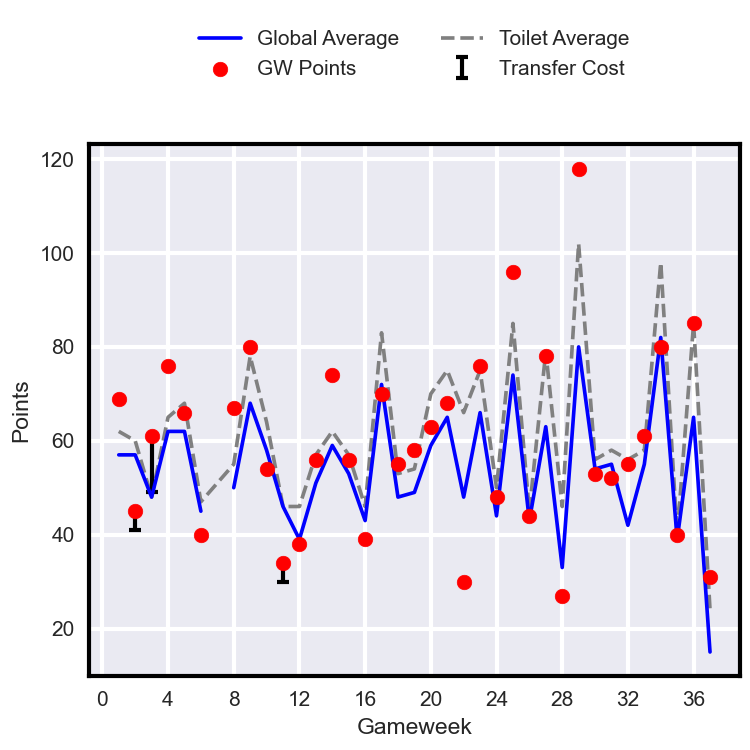 Global Average
Toilet Average
GW Points
Transfer Cost
120
100
80
60
40
20
Points
0 4 8 12 16 20 24 28 32 36
Gameweek